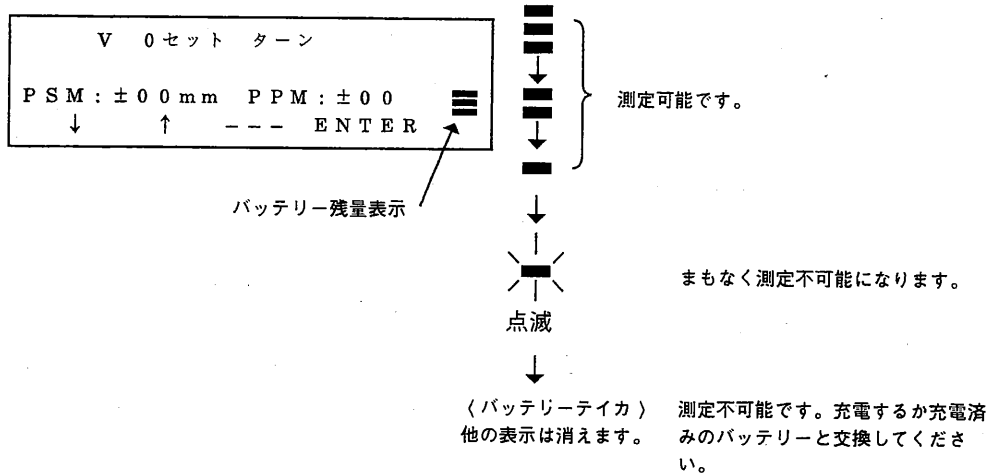 V 0セット ターン
PSM:±00mm PPM:±00
↓ ↑ --- ENTER
バッテリー残量表示
測定可能です。
まもなく測定不可能になります。
点滅
〈バッテリーテイカ〉
他の表示は消えます。
測定不可能です。充電するか充電済
みのバッテリーと交換してくださ
い。